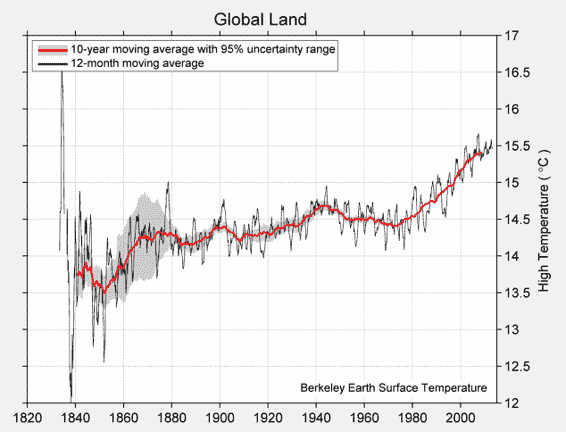 Global Land
10-year moving average with 95% uncertainty range
12-month moving average
17
16.5
16
15.5
15
14.5
14
13.5
13
12.5
12
High Temperature ( °C )
Berkeley Earth Surface Temperature
1820 1840 1860 1880 1900 1920 1940 1960 1980 2000